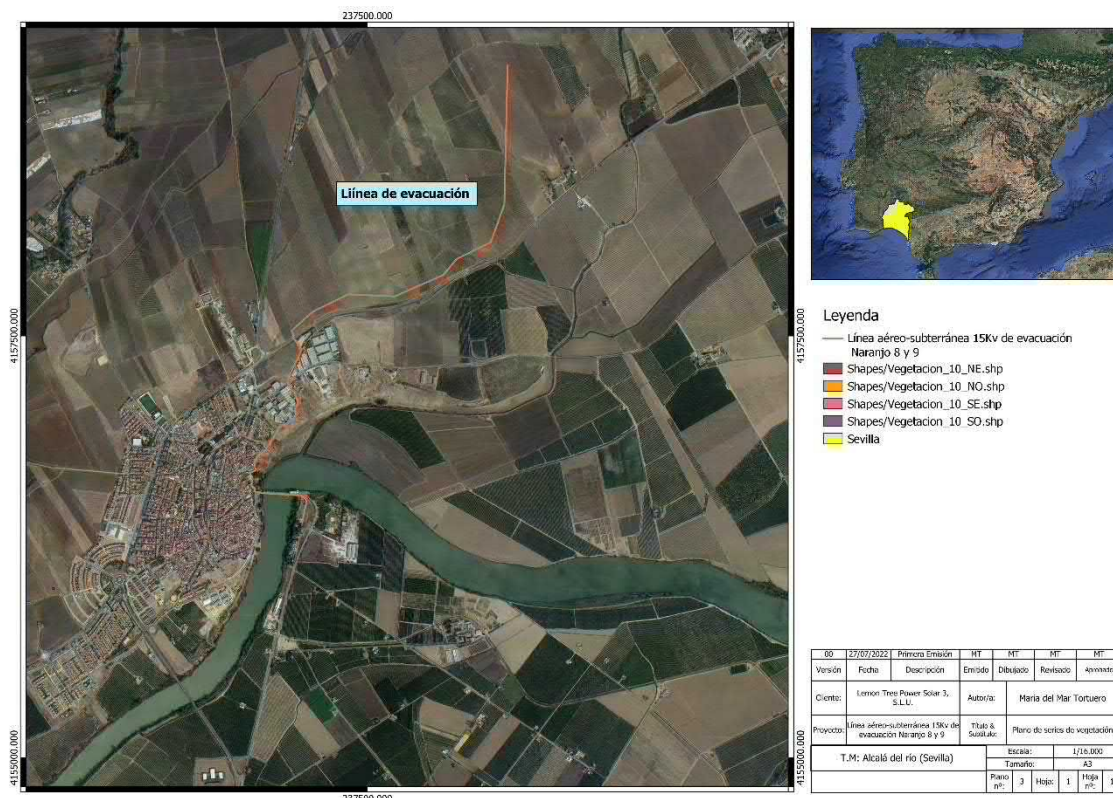 237500.000
Liínea de evacuación
4157500.000
4157500.000
4155000.000
4155000.000
237500.000
Leyenda
Línea aéreo-subterránea 15Kv de evacuación
Naranjo 8 y 9
Shapes/Vegetacion_10_NE.shp
Shapes/Vegetacion_10_NO.shp
Shapes/Vegetacion_10_SE.shp
Shapes/Vegetacion_10_SO.shp
Sevilla
00 27/07/2022 Primera Emisión MT MT MT MT
Versión Fecha Descripción Emitido Dibujado Revisado Aprobado
Cliente: Lemon Tree Power Solar 3, S.L.U. Autor/a: Maria del Mar Tortuero
Proyecto: Línea aéreo-subterránea 15Kv de evacuación Naranjo 8 y 9 Título & Subtítulo: Plano de series de vegetación
T.M: Alcalá del río (Sevilla) Escala: 1/16.000
Tamaño: A3
Plano nº: 3 Hoja: 1 Hoja nº: 1